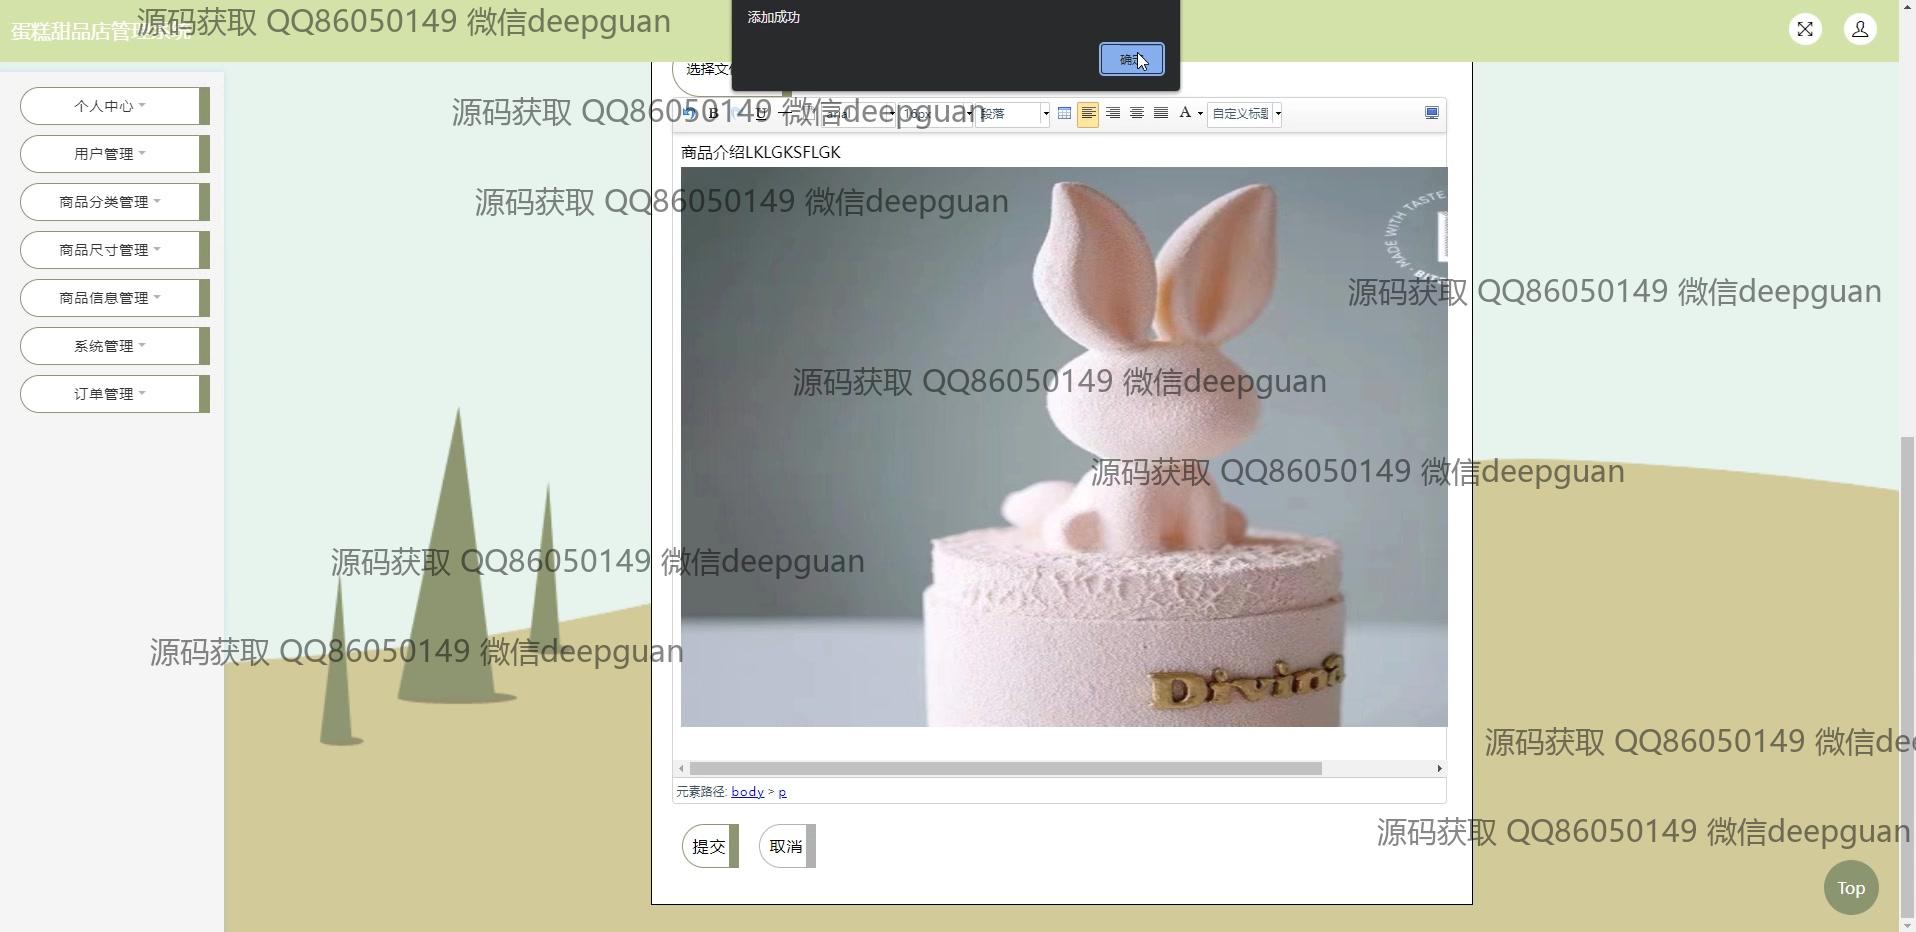 蛋糕甜品店管理系统
源码获取 QQ86050149 微信deepguan
添加成功
确定
选择文件
源码获取 QQ86050149 微信deepguan
B
U
arial
16px
段落
A
自定义标题
个人中心
用户管理
商品分类管理
商品尺寸管理
商品信息管理
系统管理
订单管理
商品介绍LKLGKSFLGK
源码获取 QQ86050149 微信deepguan
MADE WITH TASTE
源码获取 QQ86050149 微信deepguan
源码获取 QQ86050149 微信deepguan
源码获取 QQ86050149 微信deepguan
源码获取 QQ86050149 微信deepguan
源码获取 QQ86050149 微信deepguan
Divina
源码获取 QQ86050149 微信dee
元素路径: body > p
源码获取 QQ86050149 微信deepguan
提交
取消
Top